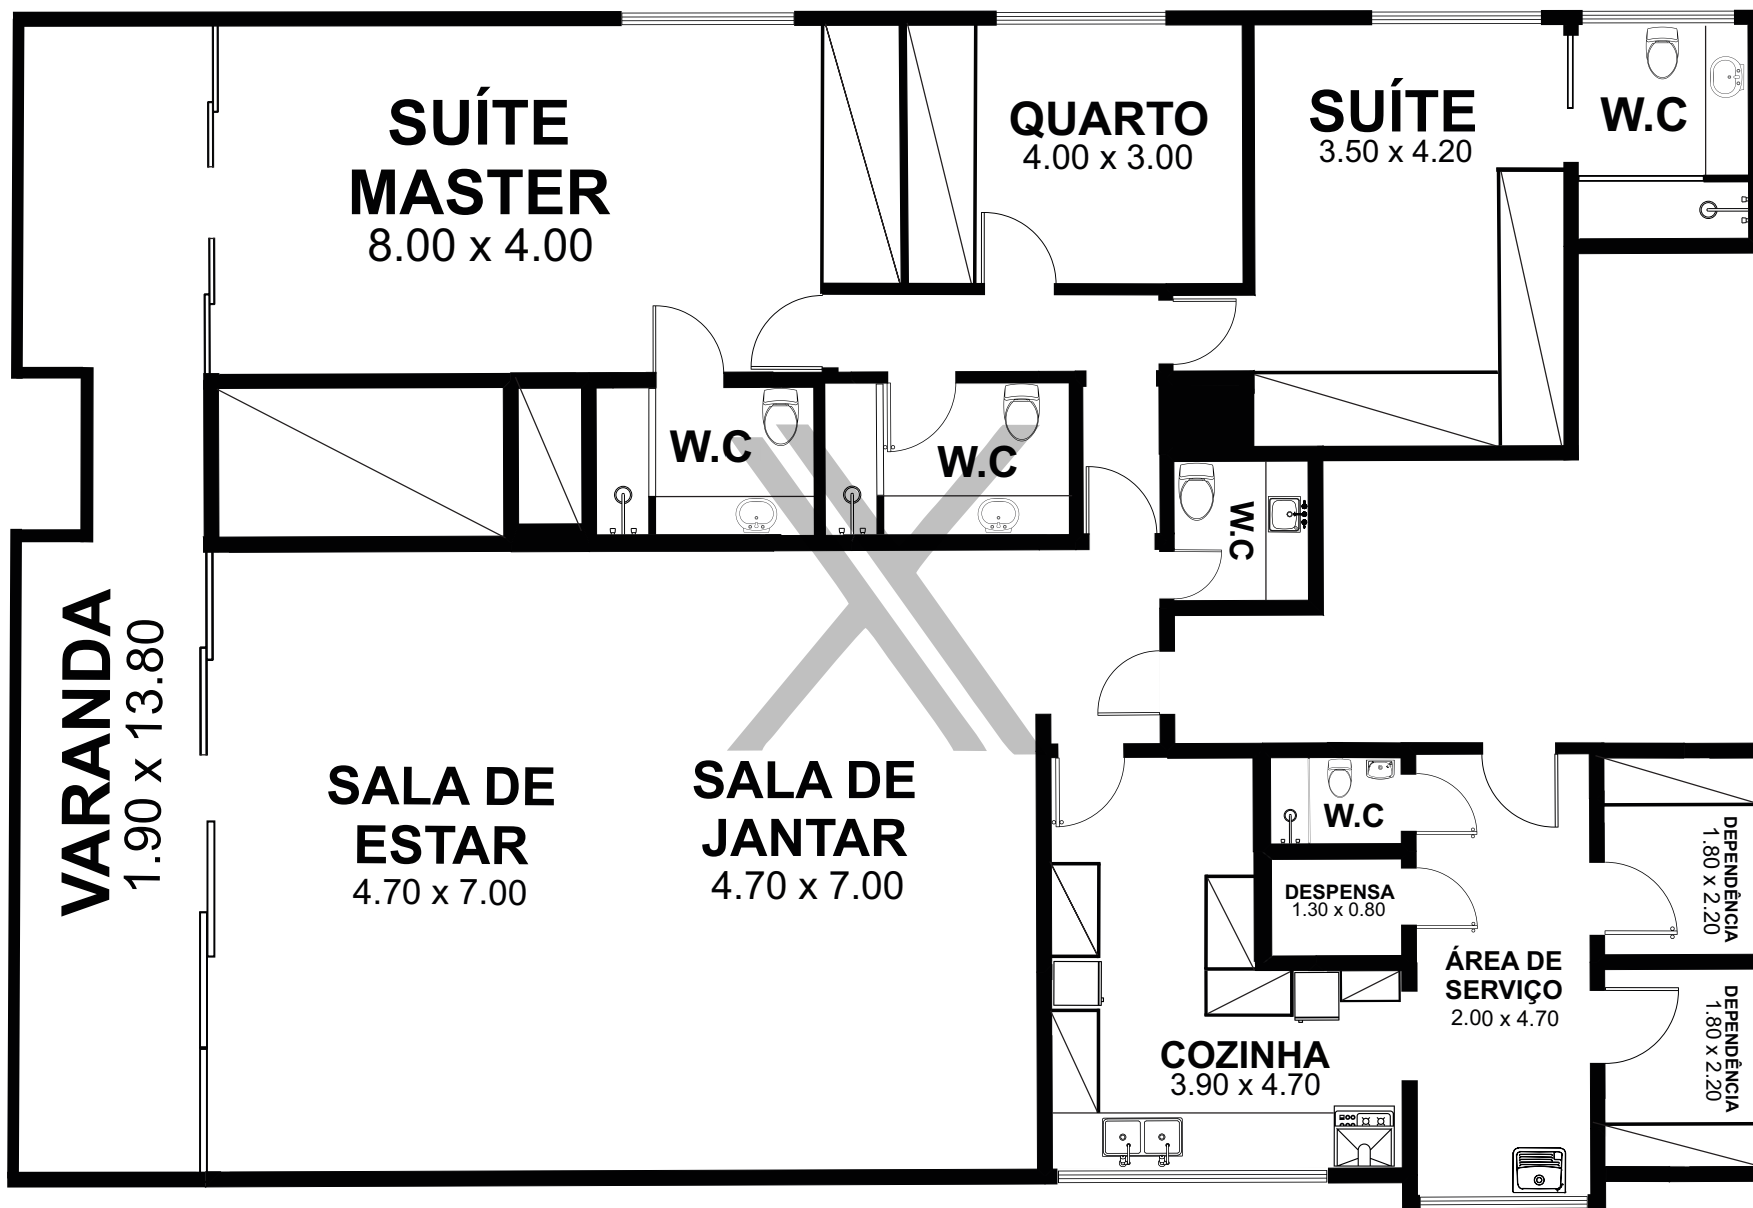 SUÍTE
MASTER
8.00 x 4.00
QUARTO
4.00 x 3.00
SUÍTE
3.50 x 4.20
W.C
W.C
W.C
W.C
VARANDA
1.90 x 13.80
SALA DE
ESTAR
4.70 x 7.00
SALA DE
JANTAR
4.70 x 7.00
W.C
DESPENSA
1.30 x 0.80
DEPENDÊNCIA
1.80 x 2.20
ÁREA DE
SERVIÇO
2.00 x 4.70
COZINHA
3.90 x 4.70
DEPENDÊNCIA
1.80 x 2.20